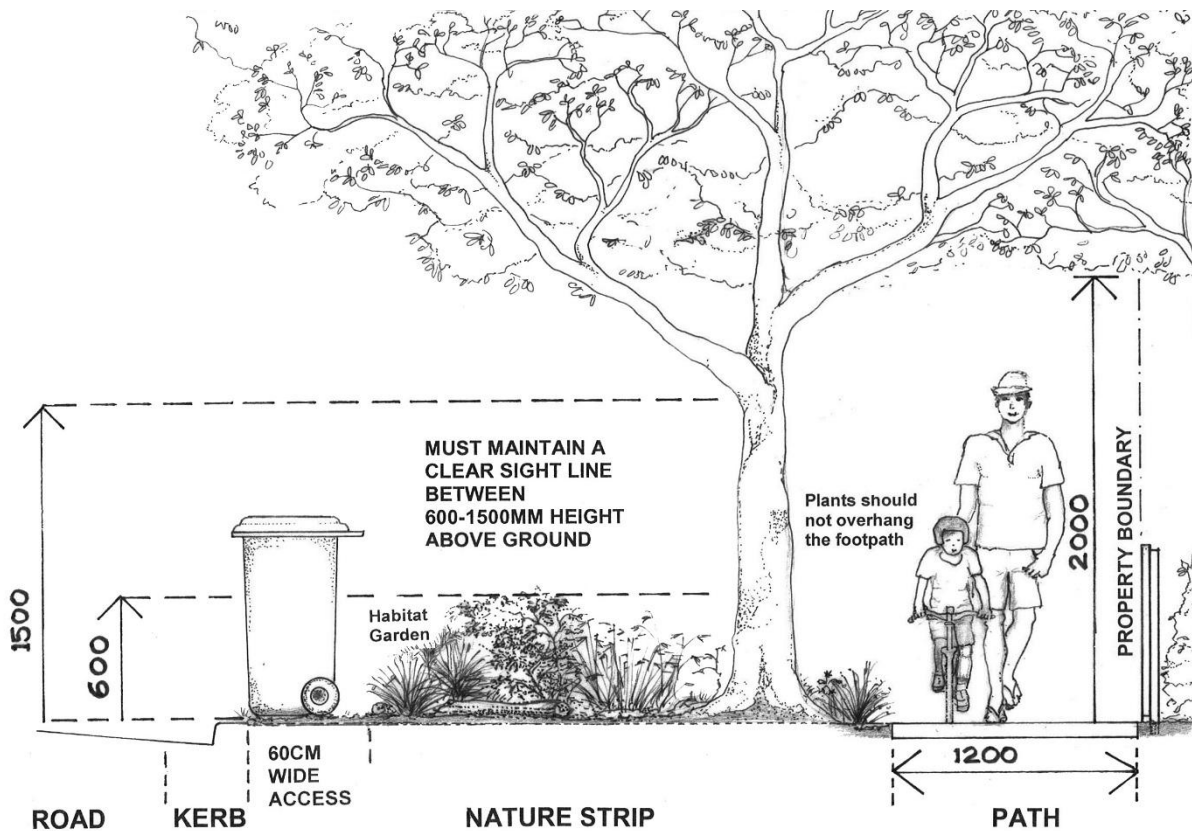 MUST MAINTAIN A
CLEAR SIGHT LINE
BETWEEN
600-1500MM HEIGHT
ABOVE GROUND
Plants should
not overhang
the footpath
Habitat
Garden
1500
600
2000
PROPERTY BOUNDARY
60CM
WIDE
ACCESS
1200
ROAD
KERB
NATURE STRIP
PATH